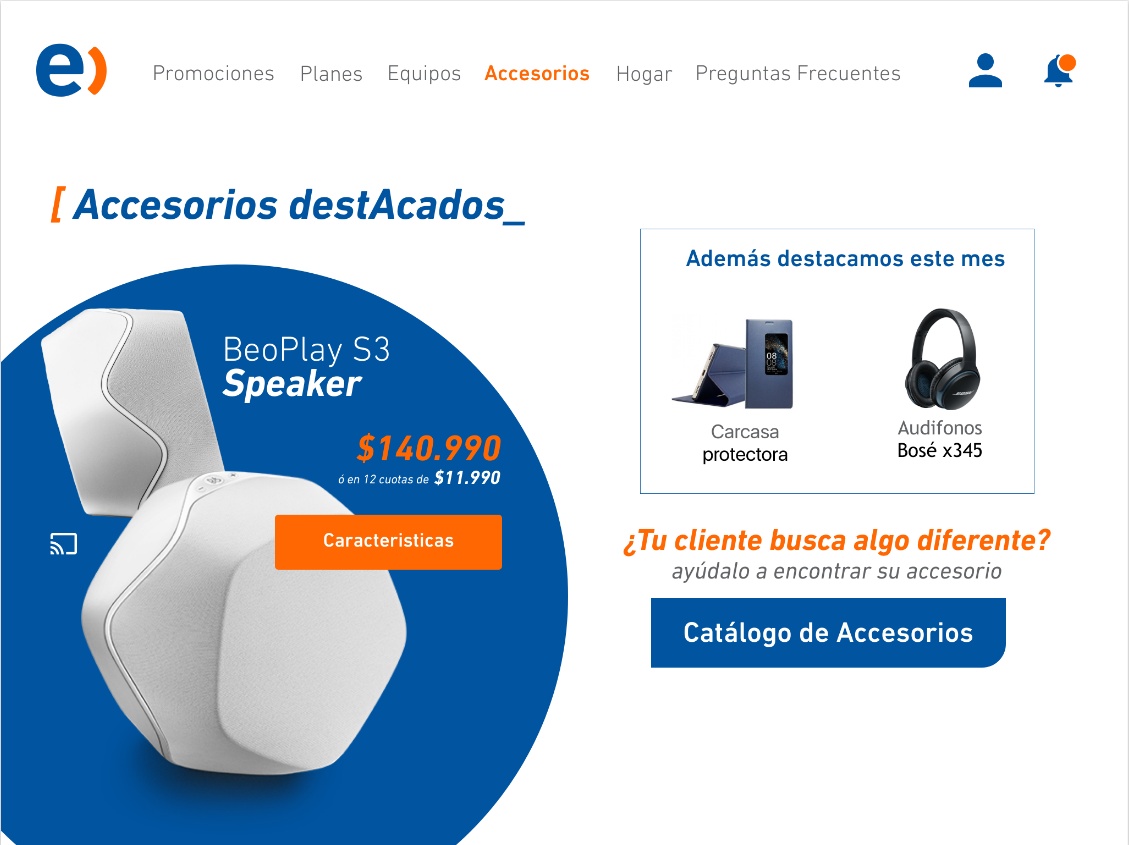 e)
Promociones Planes Equipos Accesorios Hogar Preguntas Frecuentes
[ Accesorios destAcados_
BeoPlay S3
Speaker
$140.990
ó en 12 cuotas de $11.990
Caracteristicas
Además destacamos este mes
08
08
Carcasa
protectora
BOSE
Audifonos
Bosé x345
¿Tu cliente busca algo diferente?
ayúdalo a encontrar su accesorio
Catálogo de Accesorios